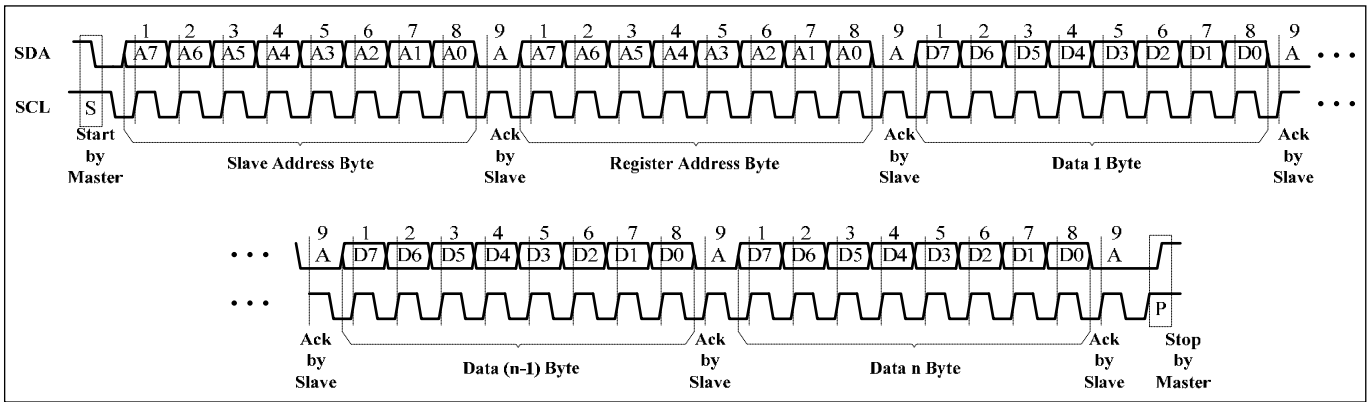 1 2 3 4 5 6 7 8 9 1 2 3 4 5 6 7 8 9 1 2 3 4 5 6 7 8 9
SDA A7 A6 A5 A4 A3 A2 A1 A0 A A7 A6 A5 A4 A3 A2 A1 A0 A D7 D6 D5 D4 D3 D2 D1 D0 A • • •
SCL S • • •
Start by Master
Slave Address Byte
Ack by Slave
Register Address Byte
Ack by Slave
Data 1 Byte
Ack by Slave
9 1 2 3 4 5 6 7 8 9 1 2 3 4 5 6 7 8 9
• • • A D7 D6 D5 D4 D3 D2 D1 D0 A D7 D6 D5 D4 D3 D2 D1 D0 A
• • • P
Ack by Slave
Data (n-1) Byte
Ack by Slave
Data n Byte
Ack by Slave
Stop by Master